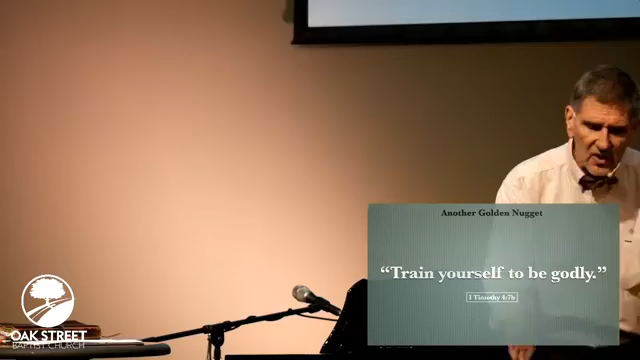 Another Golden Nugget
“Train yourself to be godly.”
1 Timothy 4:7b
OAK STREET
BAPTIST CHURCH